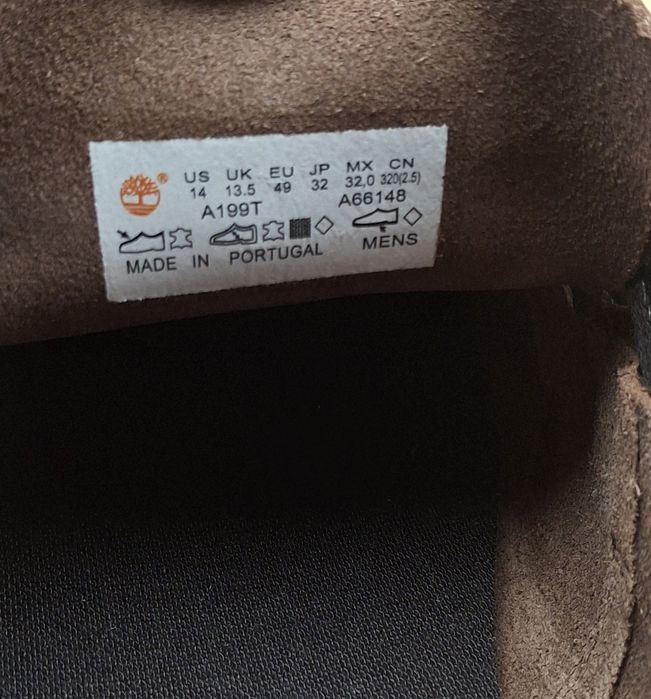 US UK EU JP MX CN
14 13.5 49 32 32,0 320(2.5)
A199T A66148
MADE IN PORTUGAL MENS